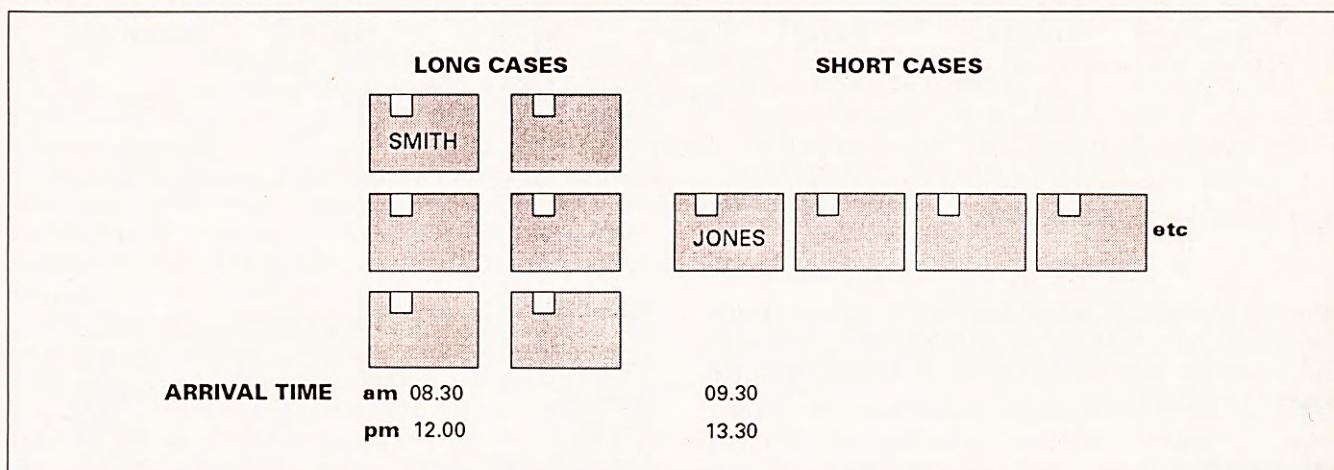 LONG CASES SHORT CASES
SMITH
JONES etc
ARRIVAL TIME am 08.30 09.30
pm 12.00 13.30